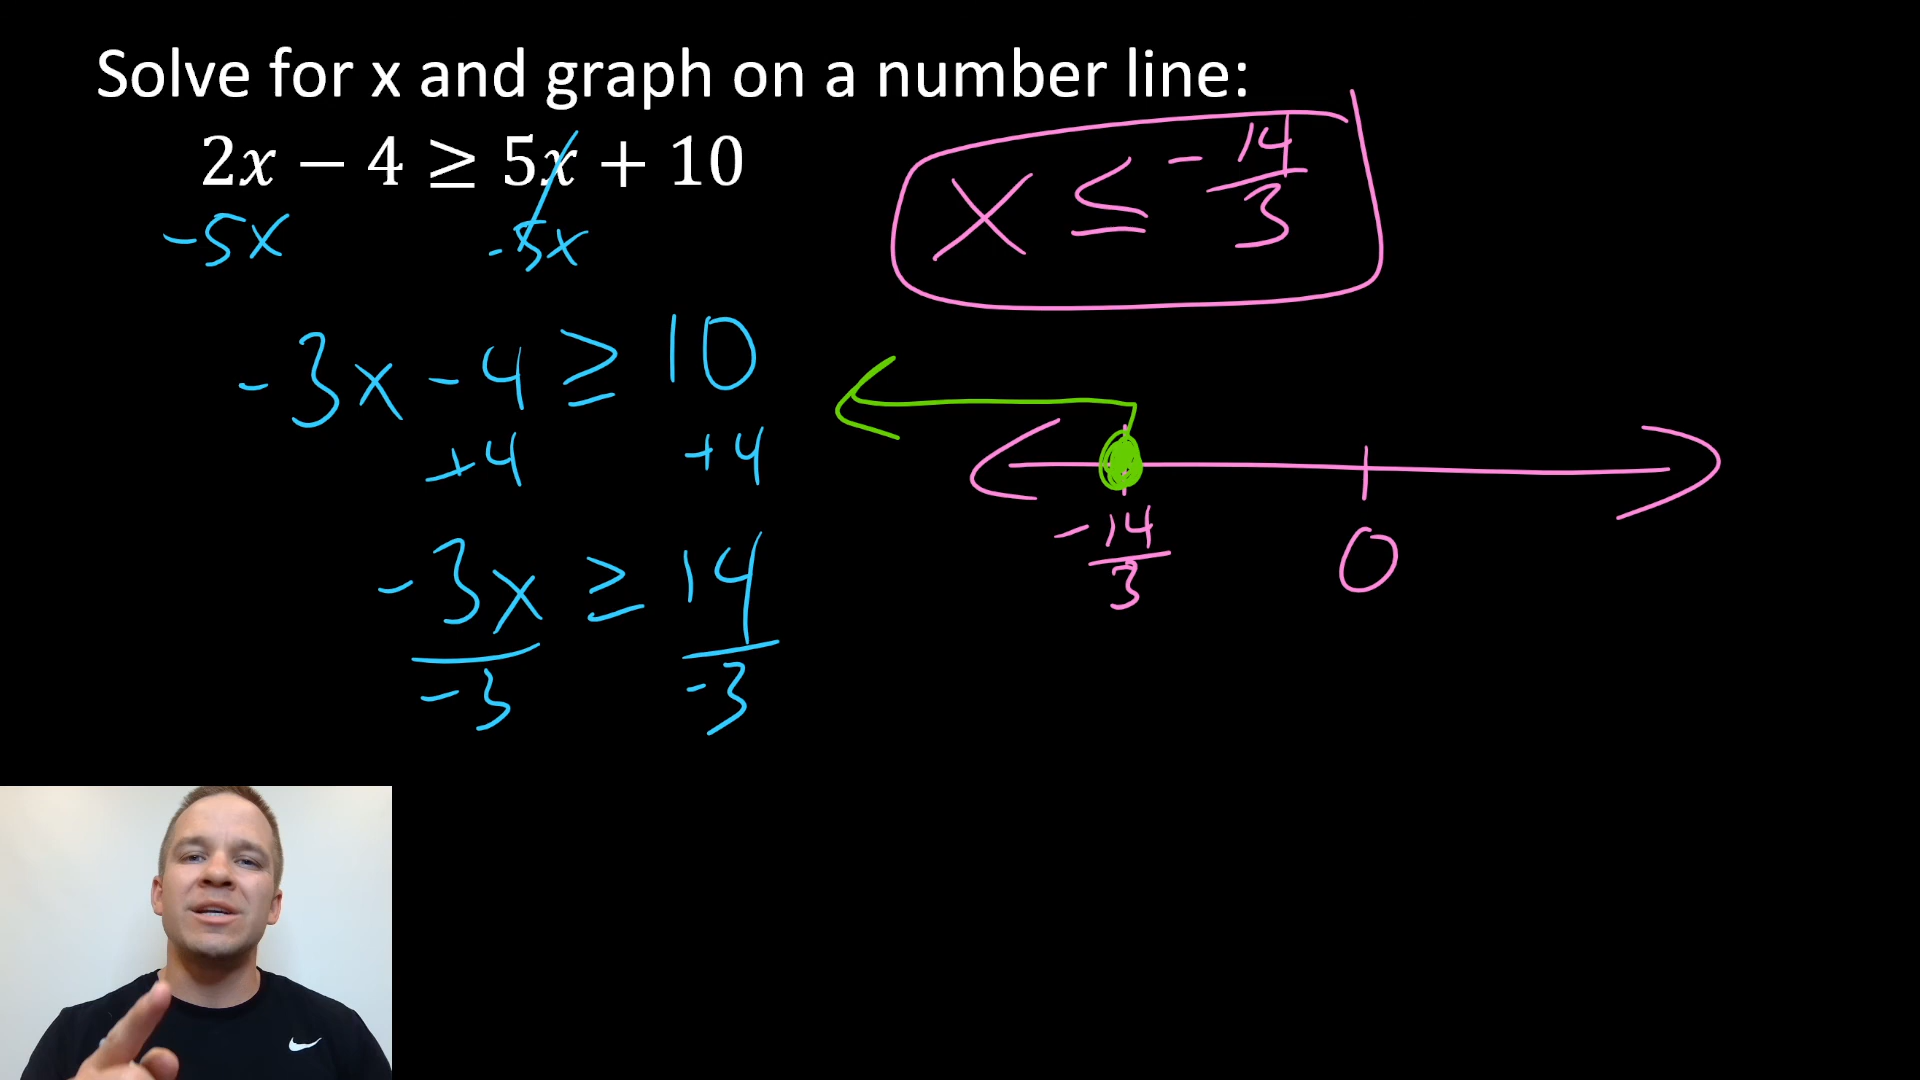 Solve for x and graph on a number line:
2x − 4 ≥ 5x + 10
-5x -5x
-3x - 4 ≥ 10
+4 +4
-3x ≥ 14
-3 -3
x ≤ -14/3
-14/3 0